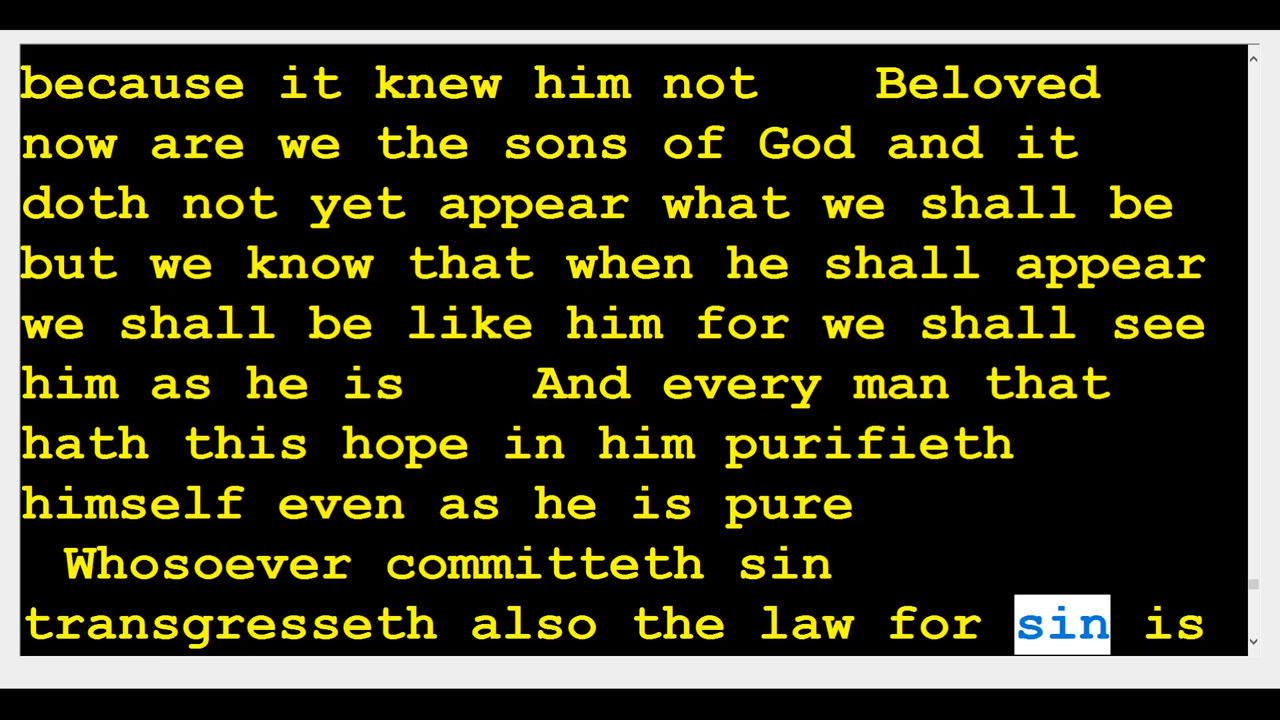 because it knew him not Beloved
now are we the sons of God and it
doth not yet appear what we shall be
but we know that when he shall appear
we shall be like him for we shall see
him as he is And every man that
hath this hope in him purifieth
himself even as he is pure
Whosoever committeth sin
transgresseth also the law for sin is